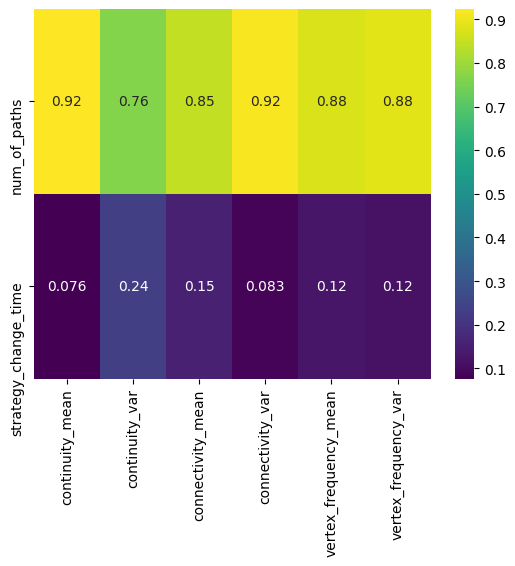 num_of_paths
0.92 0.76 0.85 0.92 0.88 0.88
strategy_change_time
0.076 0.24 0.15 0.083 0.12 0.12
continuity_mean
continuity_var
connectivity_mean
connectivity_var
vertex_frequency_mean
vertex_frequency_var
0.9
0.8
0.7
0.6
0.5
0.4
0.3
0.2
0.1